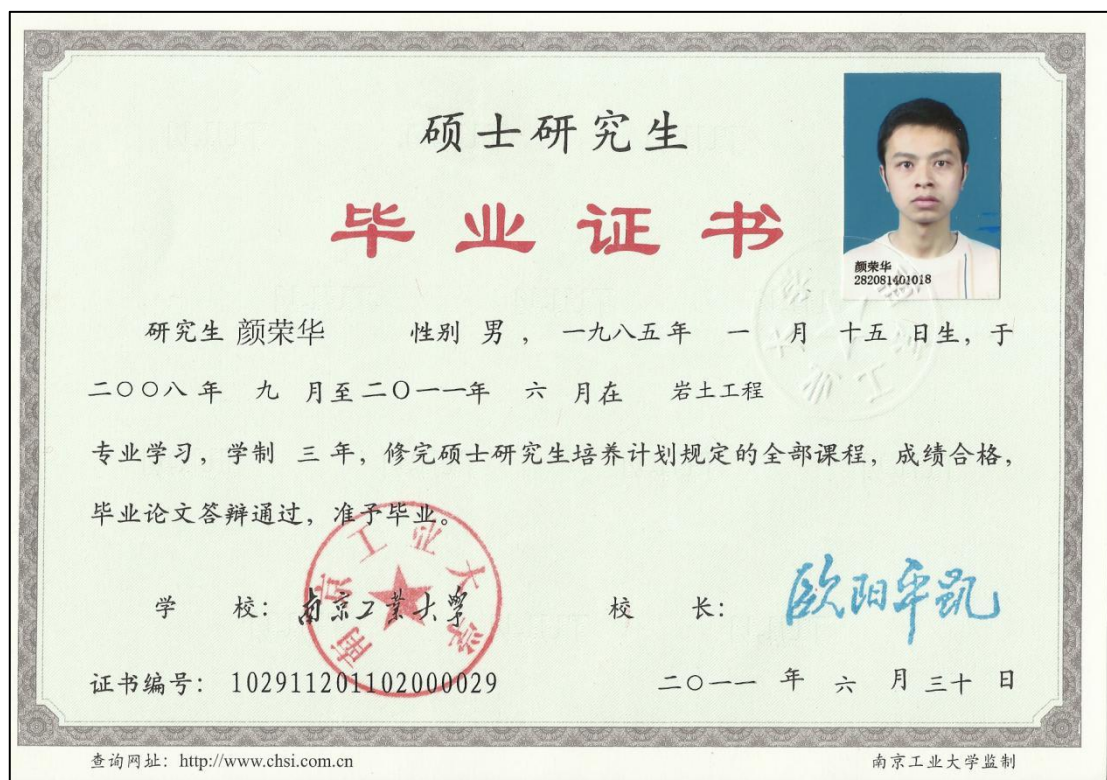 硕士研究生
毕业证书
颜荣华
282081401018
研究生 颜荣华 性别 男 ， 一九八五年 一 月 十五 日生，于
二〇〇八年 九 月至二〇一一年 六 月在 岩土工程
专业学习，学制 三 年，修完硕士研究生培养计划规定的全部课程，成绩合格，
毕业论文答辩通过，准予毕业。
南京工业大学
学 校： 南京工业大学 校 长： 欧阳平凯
证书编号： 102911201102000029 二〇一一 年 六 月 三十 日
查询网址：http://www.chsi.com.cn 南京工业大学监制